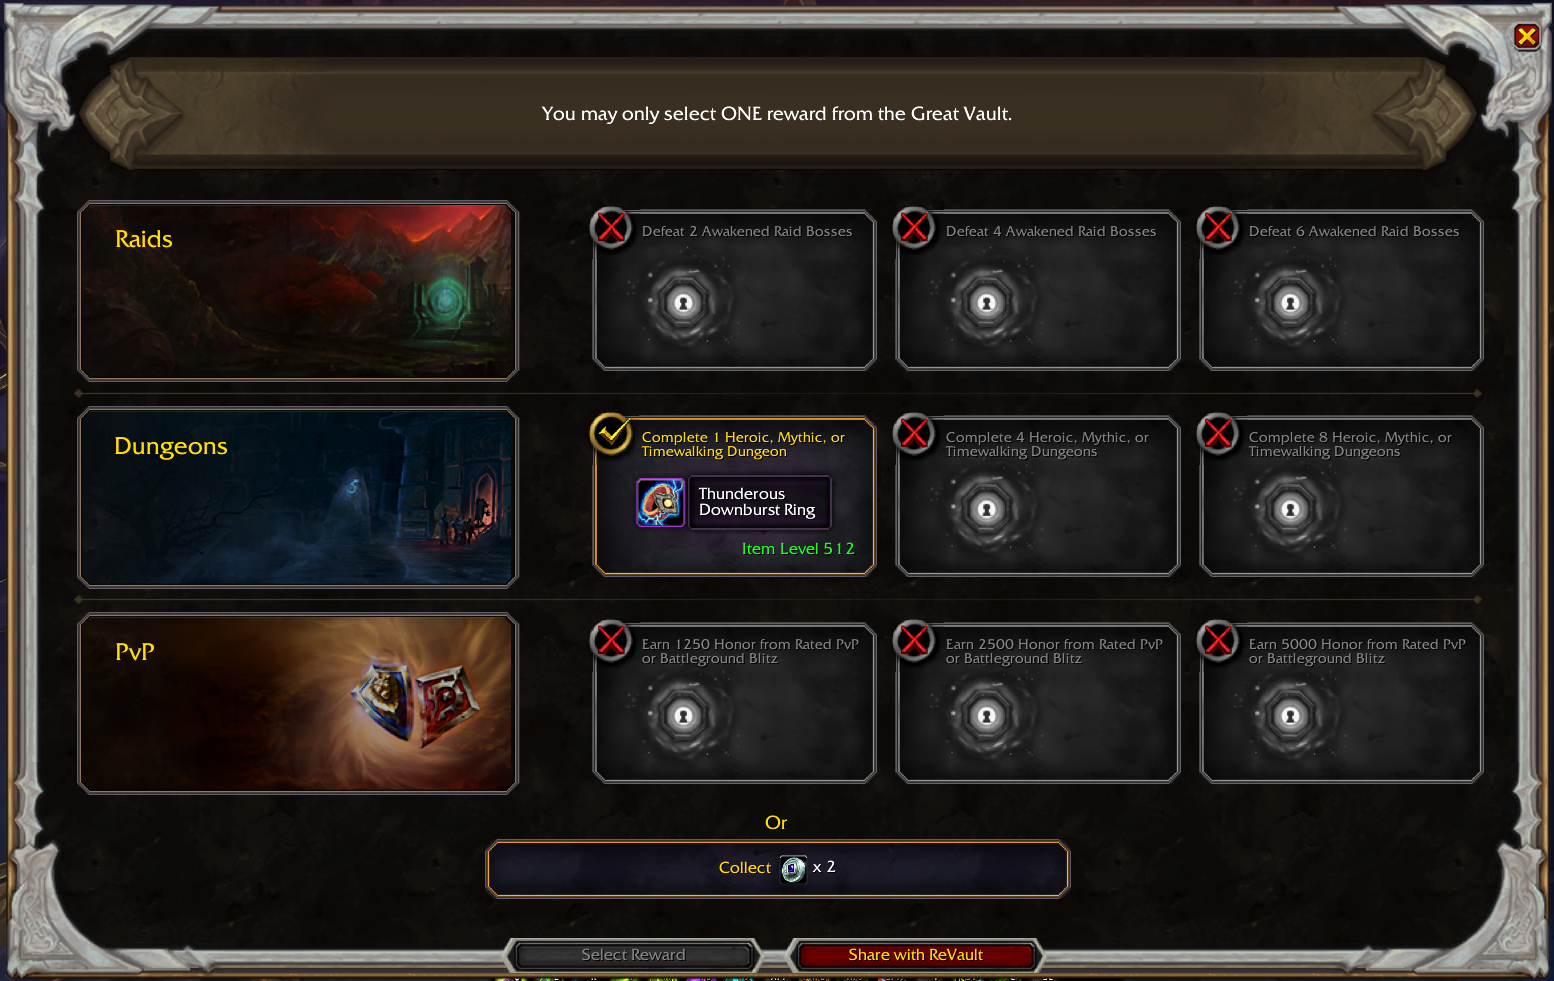 You may only select ONE reward from the Great Vault.
Raids
Defeat 2 Awakened Raid Bosses
Defeat 4 Awakened Raid Bosses
Defeat 6 Awakened Raid Bosses
Dungeons
Complete 1 Heroic, Mythic, or
Timewalking Dungeon
Thunderous
Downburst Ring
Item Level 512
Complete 4 Heroic, Mythic, or
Timewalking Dungeons
Complete 8 Heroic, Mythic, or
Timewalking Dungeons
PvP
Earn 1250 Honor from Rated PvP
or Battleground Blitz
Earn 2500 Honor from Rated PvP
or Battleground Blitz
Earn 5000 Honor from Rated PvP
or Battleground Blitz
Or
Collect x 2
Select Reward
Share with ReVault